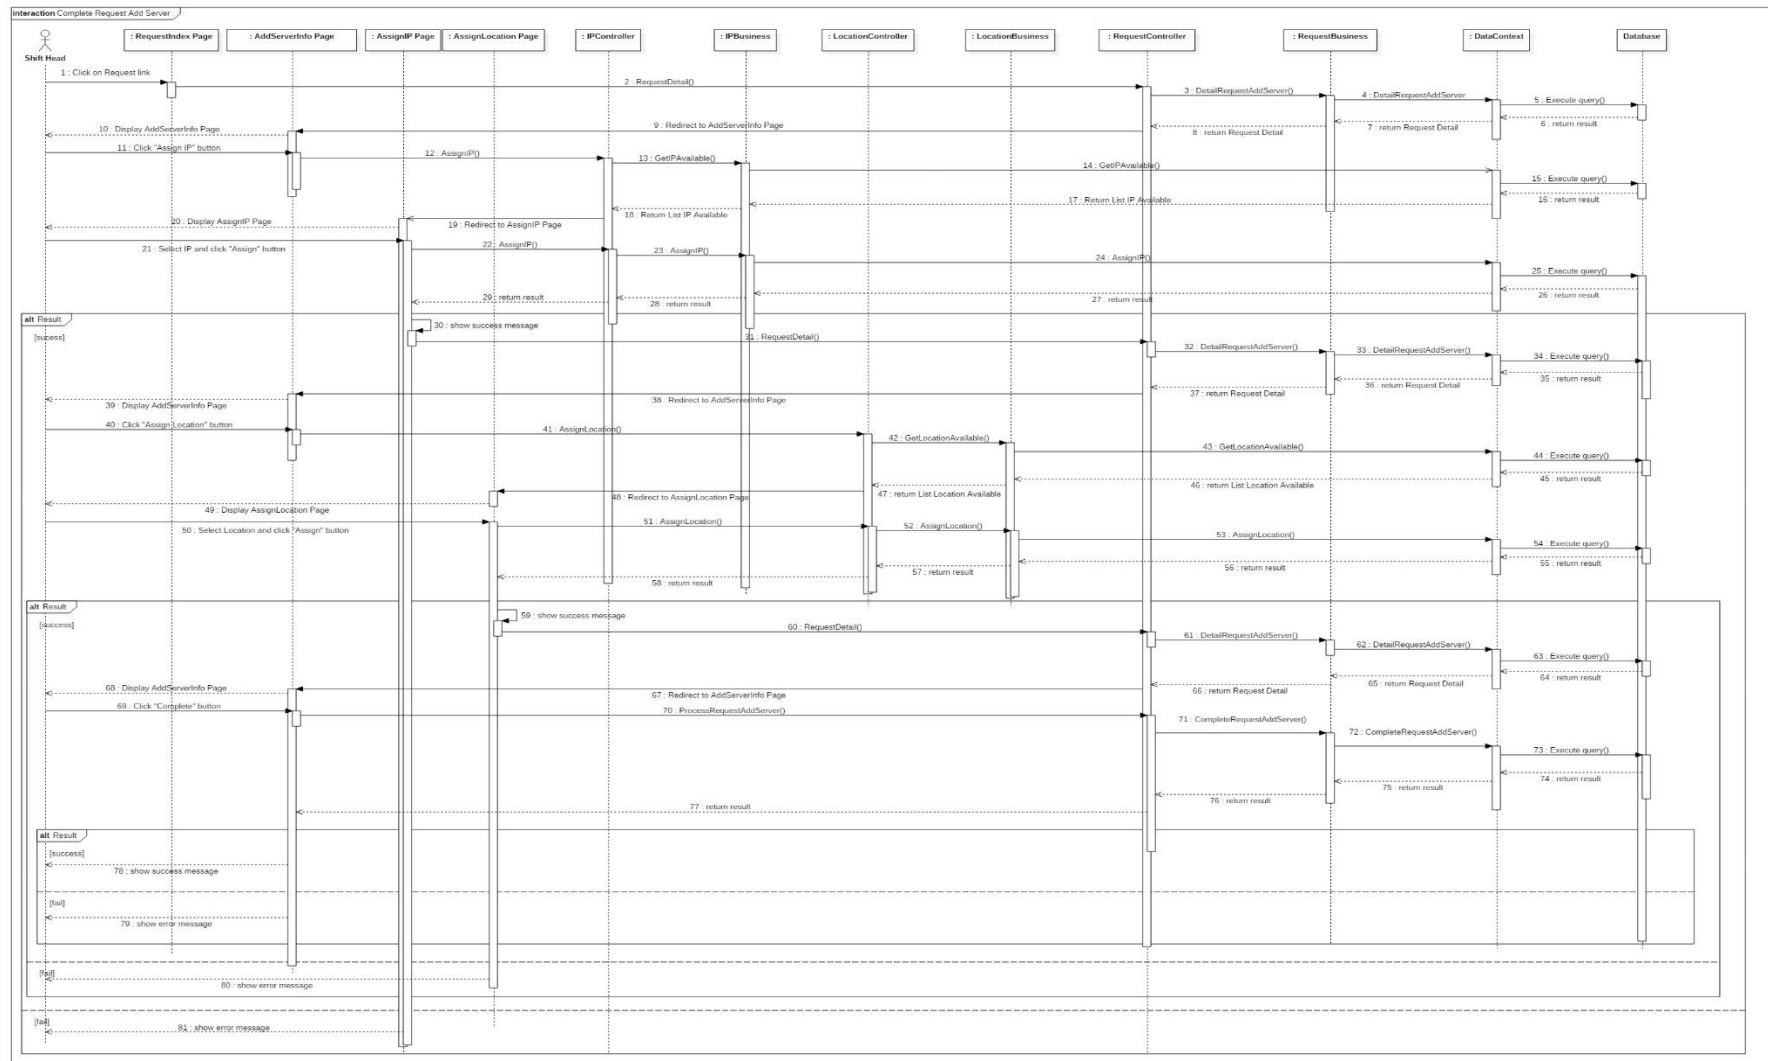 interaction Complete Request Add Server
Shift Head
: RequestIndex Page
: AddServerInfo Page
: AssignIP Page
: AssignLocation Page
: IPController
: IPBusiness
: LocationController
: LocationBusiness
: RequestController
: RequestBusiness
: DataContext
Database
1 : Click on Request link
2 : RequestDetail()
3 : DetailRequestAddServer()
4 : DetailRequestAddServer
5 : Execute query()
6 : return result
7 : return Request Detail
8 : return Request Detail
9 : Redirect to AddServerInfo Page
10 : Display AddServerInfo Page
11 : Click "Assign IP" button
12 : AssignIP()
13 : GetIPAvailable()
14 : GetIPAvailable()
15 : Execute query()
16 : return result
17 : Return List IP Available
18 : Return List IP Available
19 : Redirect to AssignIP Page
20 : Display AssignIP Page
21 : Select IP and click "Assign" button
22 : AssignIP()
23 : AssignIP()
24 : AssignIP()
25 : Execute query()
26 : return result
27 : return result
28 : return result
29 : return result
alt Result
[sucess]
30 : show success message
31 : RequestDetail()
32 : DetailRequestAddServer()
33 : DetailRequestAddServer()
34 : Execute query()
35 : return result
36 : return Request Detail
37 : return Request Detail
38 : Redirect to AddServerInfo Page
39 : Display AddServerInfo Page
40 : Click "Assign Location" button
41 : AssignLocation()
42 : GetLocationAvailable()
43 : GetLocationAvailable()
44 : Execute query()
45 : return result
46 : return List Location Available
47 : return List Location Available
48 : Redirect to AssignLocation Page
49 : Display AssignLocation Page
50 : Select Location and click "Assign" button
51 : AssignLocation()
52 : AssignLocation()
53 : AssignLocation()
54 : Execute query()
55 : return result
56 : return result
57 : return result
58 : return result
alt Result
[success]
59 : show success message
60 : RequestDetail()
61 : DetailRequestAddServer()
62 : DetailRequestAddServer()
63 : Execute query()
64 : return result
65 : return Request Detail
66 : return Request Detail
67 : Redirect to AddServerInfo Page
68 : Display AddServerInfo Page
69 : Click "Complete" button
70 : ProcessRequestAddServer()
71 : CompleteRequestAddServer()
72 : CompleteRequestAddServer()
73 : Execute query()
74 : return result
75 : return result
76 : return result
77 : return result
alt Result
[success]
78 : show success message
[fail]
79 : show error message
[fail]
80 : show error message
[fail]
81 : show error message